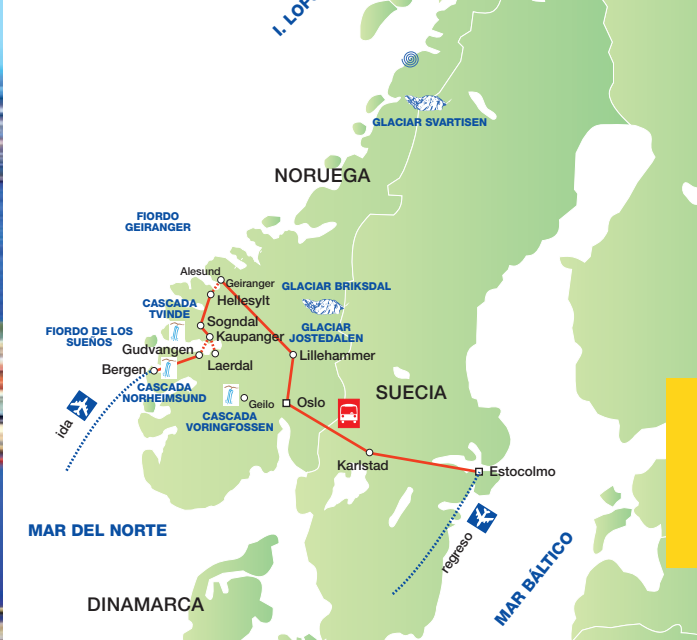 GLACIAR SVARTISEN
NORUEGA
FIORDO
GEIRANGER
Alesund
Geiranger
GLACIAR BRIKSDAL
Hellesylt
CASCADA
TVINDE
Sogndal
GLACIAR
JOSTEDALEN
FIORDO DE LOS
SUEÑOS
Kaupanger
Gudvangen
Lillehammer
Laerdal
Bergen
CASCADA
NORHEIMSUND
SUECIA
Geilo
Oslo
CASCADA
VORINGFOSSEN
ida
Karlstad
Estocolmo
MAR DEL NORTE
regreso
MAR BÁLTICO
DINAMARCA